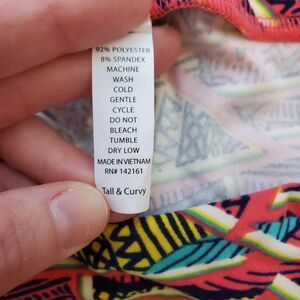 92% POLYESTER
8% SPANDEX
MACHINE
WASH
COLD
GENTLE
CYCLE
DO NOT
BLEACH
TUMBLE
DRY LOW
MADE IN VIETNAM
RN# 142161
Tall & Curvy